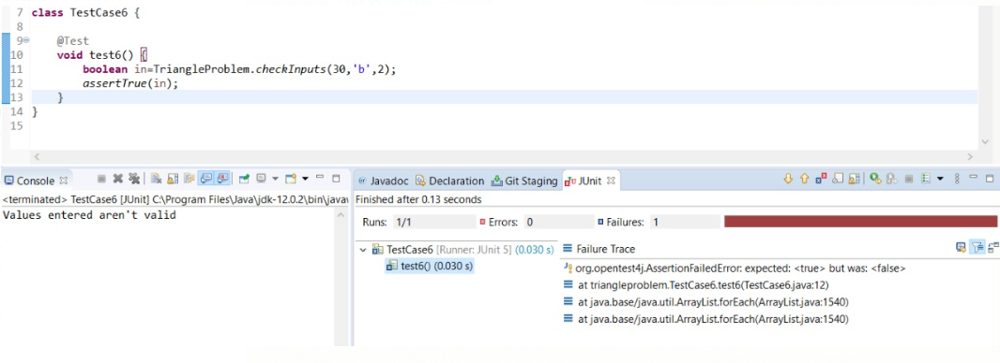 7 class TestCase6 {
8
9 @Test
10 void test6() {
11 boolean in=TriangleProblem.checkInputs(30,'b',2);
12 assertTrue(in);
13 }
14 }
15
Console Javadoc Declaration Git Staging JUnit
<terminated> TestCase6 [JUnit] C:\Program Files\Java\jdk-12.0.2\bin\javaw
Values entered aren't valid
Finished after 0.13 seconds
Runs: 1/1 Errors: 0 Failures: 1
TestCase6 [Runner: JUnit 5] (0.030 s)
test6() (0.030 s)
Failure Trace
org.opentest4j.AssertionFailedError: expected: <true> but was: <false>
at triangleproblem.TestCase6.test6(TestCase6.java:12)
at java.base/java.util.ArrayList.forEach(ArrayList.java:1540)
at java.base/java.util.ArrayList.forEach(ArrayList.java:1540)